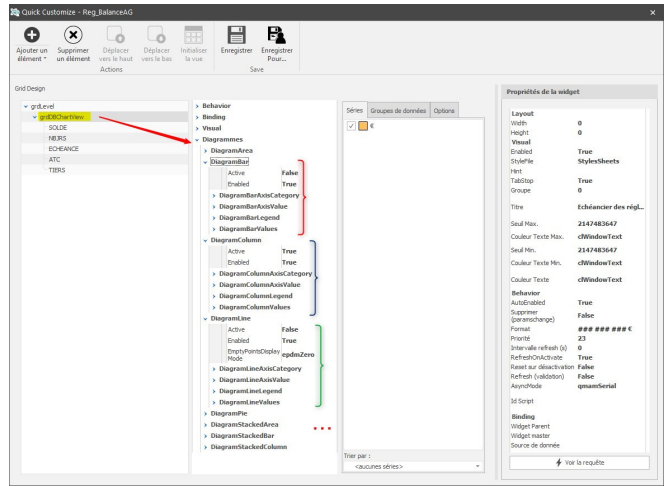 Quick Customize - Reg_BalanceAG
Ajouter un élément
Supprimer un élément
Déplacer vers le haut
Déplacer vers le bas
Initialiser la vue
Enregistrer
Enregistrer Pour...
Actions
Save
Grid Design
grdLevel
grdDBChartView
SOLDE
NBJRS
ECHEANCE
ATC
TIERS
Behavior
Binding
Visual
Diagrammes
DiagramArea
DiagramBar
Active False
Enabled True
DiagramBarAxisCategory
DiagramBarAxisValue
DiagramBarLegend
DiagramBarValues
DiagramColumn
Active True
Enabled True
DiagramColumnAxisCategory
DiagramColumnAxisValue
DiagramColumnLegend
DiagramColumnValues
DiagramLine
Active False
Enabled True
EmptyPointsDisplay Mode epdmZero
DiagramLineAxisCategory
DiagramLineAxisValue
DiagramLineLegend
DiagramLineValues
DiagramPie
DiagramStackedArea
DiagramStackedBar
DiagramStackedColumn
...
Séries Groupes de données Options
€
Trier par :
<aucunes séries>
Propriétés de la widget
Layout
Width 0
Height 0
Visual
Enabled True
StyleFile StylesSheets
Hint
TabStop True
Groupe 0
Titre Echéancier des régl...
Seuil Max. 2147483647
Couleur Texte Max. clWindowText
Seuil Min. 2147483647
Couleur Texte Min. clWindowText
Couleur Texte clWindowText
Behavior
AutoEnabled True
Supprimer (paramschange) False
Format ### ### ### €
Priorité 23
Intervalle refresh (s) 0
RefreshOnActivate True
Reset sur désactivation False
Refresh (validation) False
AsyncMode qmamSerial
Id Script
Binding
Widget Parent
Widget master
Source de donnée
Voir la requête